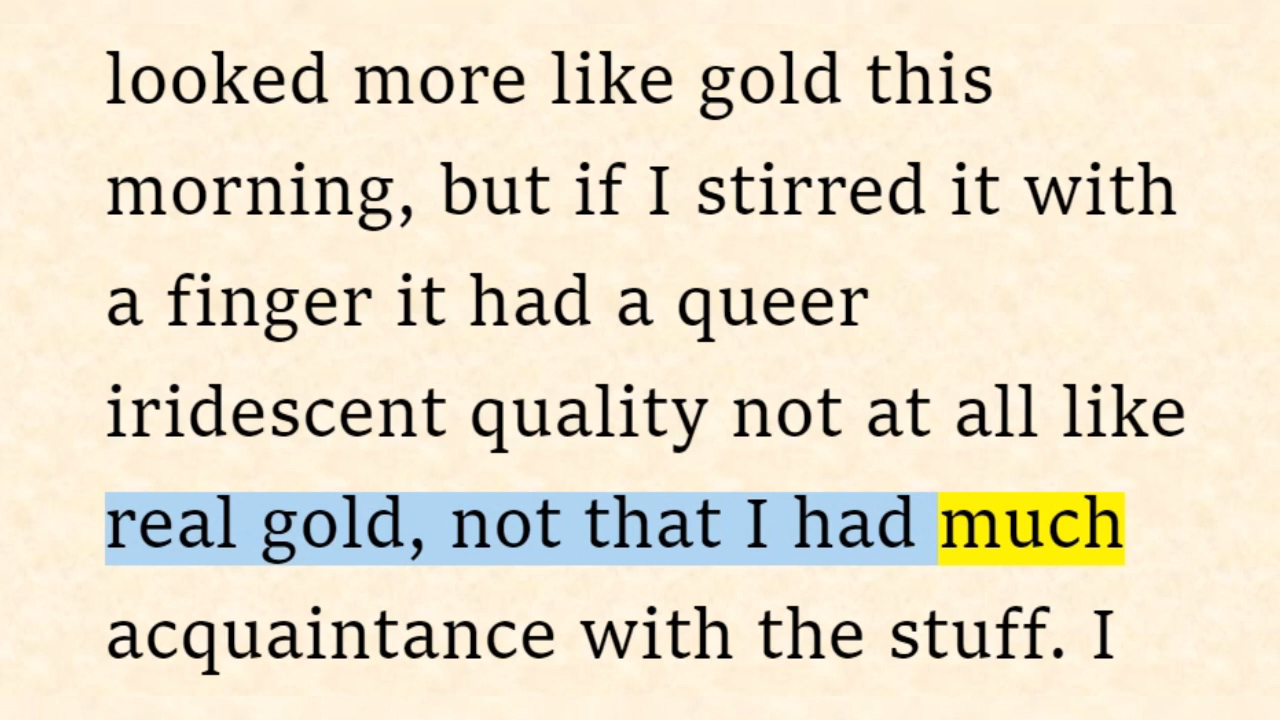 looked more like gold this
morning, but if I stirred it with
a finger it had a queer
iridescent quality not at all like
real gold, not that I had much
acquaintance with the stuff. I